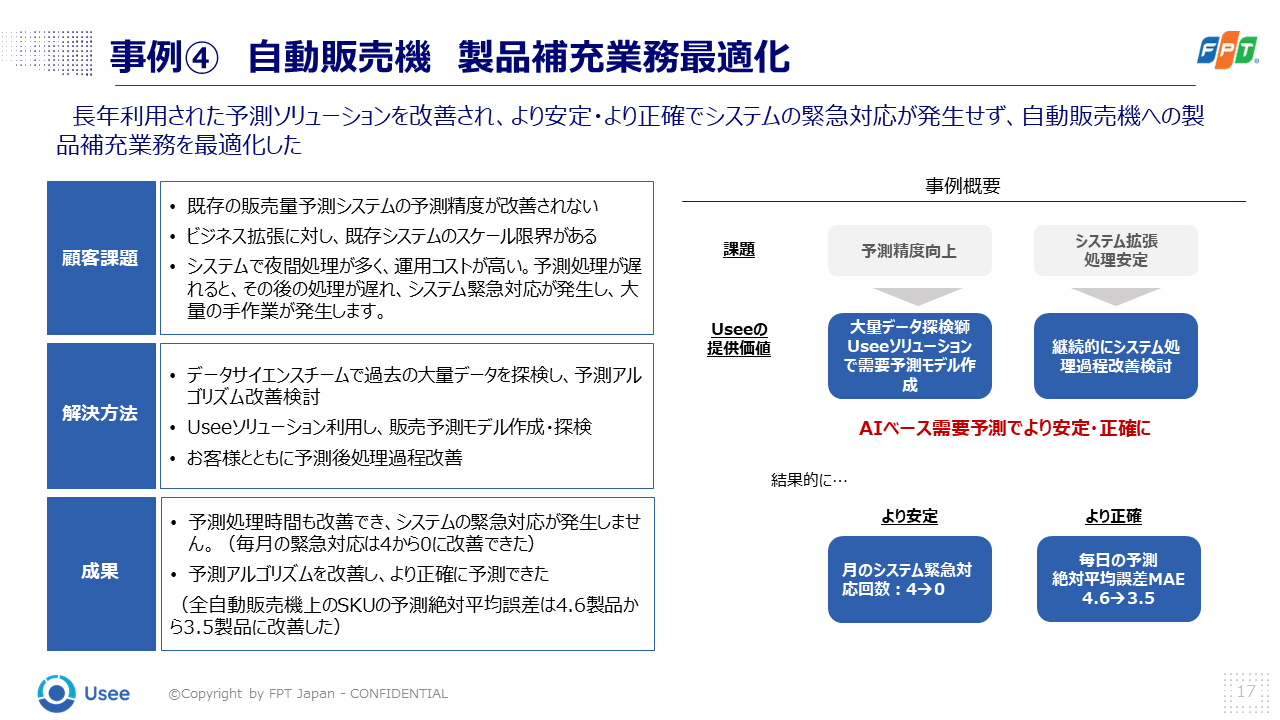 事例④ 自動販売機 製品補充業務最適化
FPT
長年利用された予測ソリューションを改善され、より安定・より正確でシステムの緊急対応が発生せず、自動販売機への製
品補充業務を最適化した
顧客課題
• 既存の販売量予測システムの予測精度が改善されない
• ビジネス拡張に対し、既存システムのスケール限界がある
• システムで夜間処理が多く、運用コストが高い。予測処理が遅
れると、その後の処理が遅れ、システム緊急対応が発生し、大
量の手作業が発生します。
解決方法
• データサイエンスチームで過去の大量データを探検し、予測アル
ゴリズム改善検討
• Useeソリューション利用し、販売予測モデル作成・探検
• お客様とともに予測後処理過程改善
成果
• 予測処理時間も改善でき、システムの緊急対応が発生しませ
ん。（毎月の緊急対応は4から0に改善できた）
• 予測アルゴリズムを改善し、より正確に予測できた
（全自動販売機上のSKUの予測絶対平均誤差は4.6製品か
ら3.5製品に改善した）
事例概要
課題
予測精度向上
システム拡張
処理安定
Useeの
提供価値
大量データ探検獅
Useeソリューション
で需要予測モデル作
成
継続的にシステム処
理過程改善検討
AIベース需要予測でより安定・正確に
結果的に…
より安定
より正確
月のシステム緊急対
応回数：4→0
毎日の予測
絶対平均誤差MAE
4.6→3.5
Usee
©Copyright by FPT Japan - CONFIDENTIAL
17